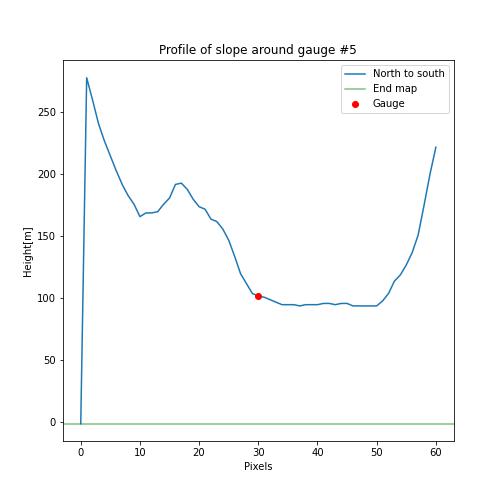 Profile of slope around gauge #5
North to south
End map
Gauge
Height[m]
250
200
150
100
50
0
0 10 20 30 40 50 60
Pixels